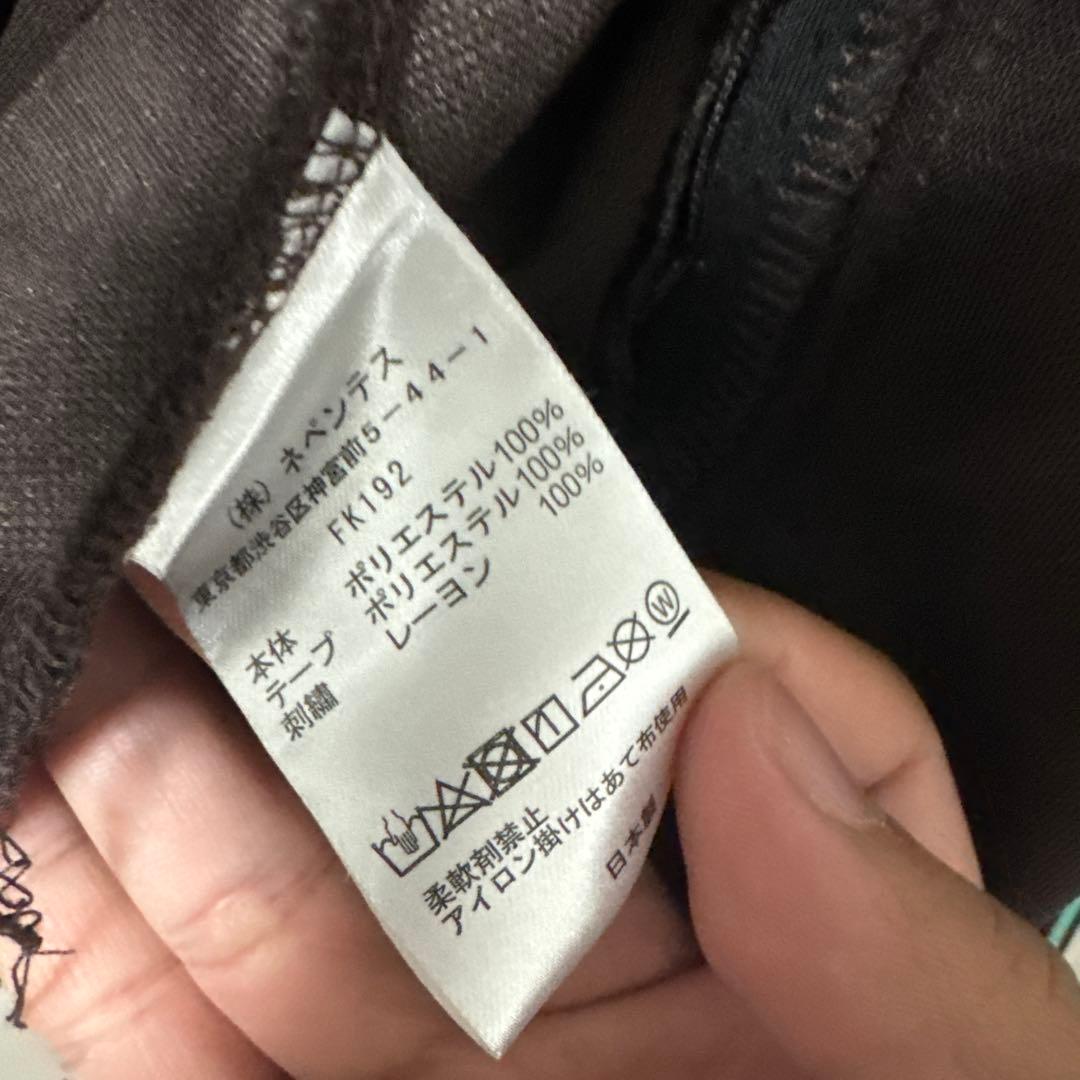 （株）ネペンテス
東京都渋谷区神宮前5－44－1
FK192
本体 ポリエステル100%
テープ ポリエステル100%
刺繍 レーヨン 100%
W
柔軟剤禁止
アイロン掛けはあて布使用
日本製